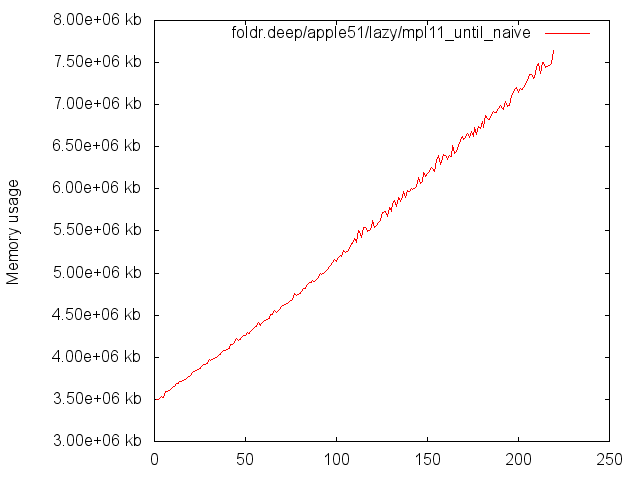 foldr.deep/apple51/lazy/mpl11_until_naive
8.00e+06 kb
7.50e+06 kb
7.00e+06 kb
6.50e+06 kb
6.00e+06 kb
5.50e+06 kb
5.00e+06 kb
4.50e+06 kb
4.00e+06 kb
3.50e+06 kb
3.00e+06 kb
Memory usage
0 50 100 150 200 250